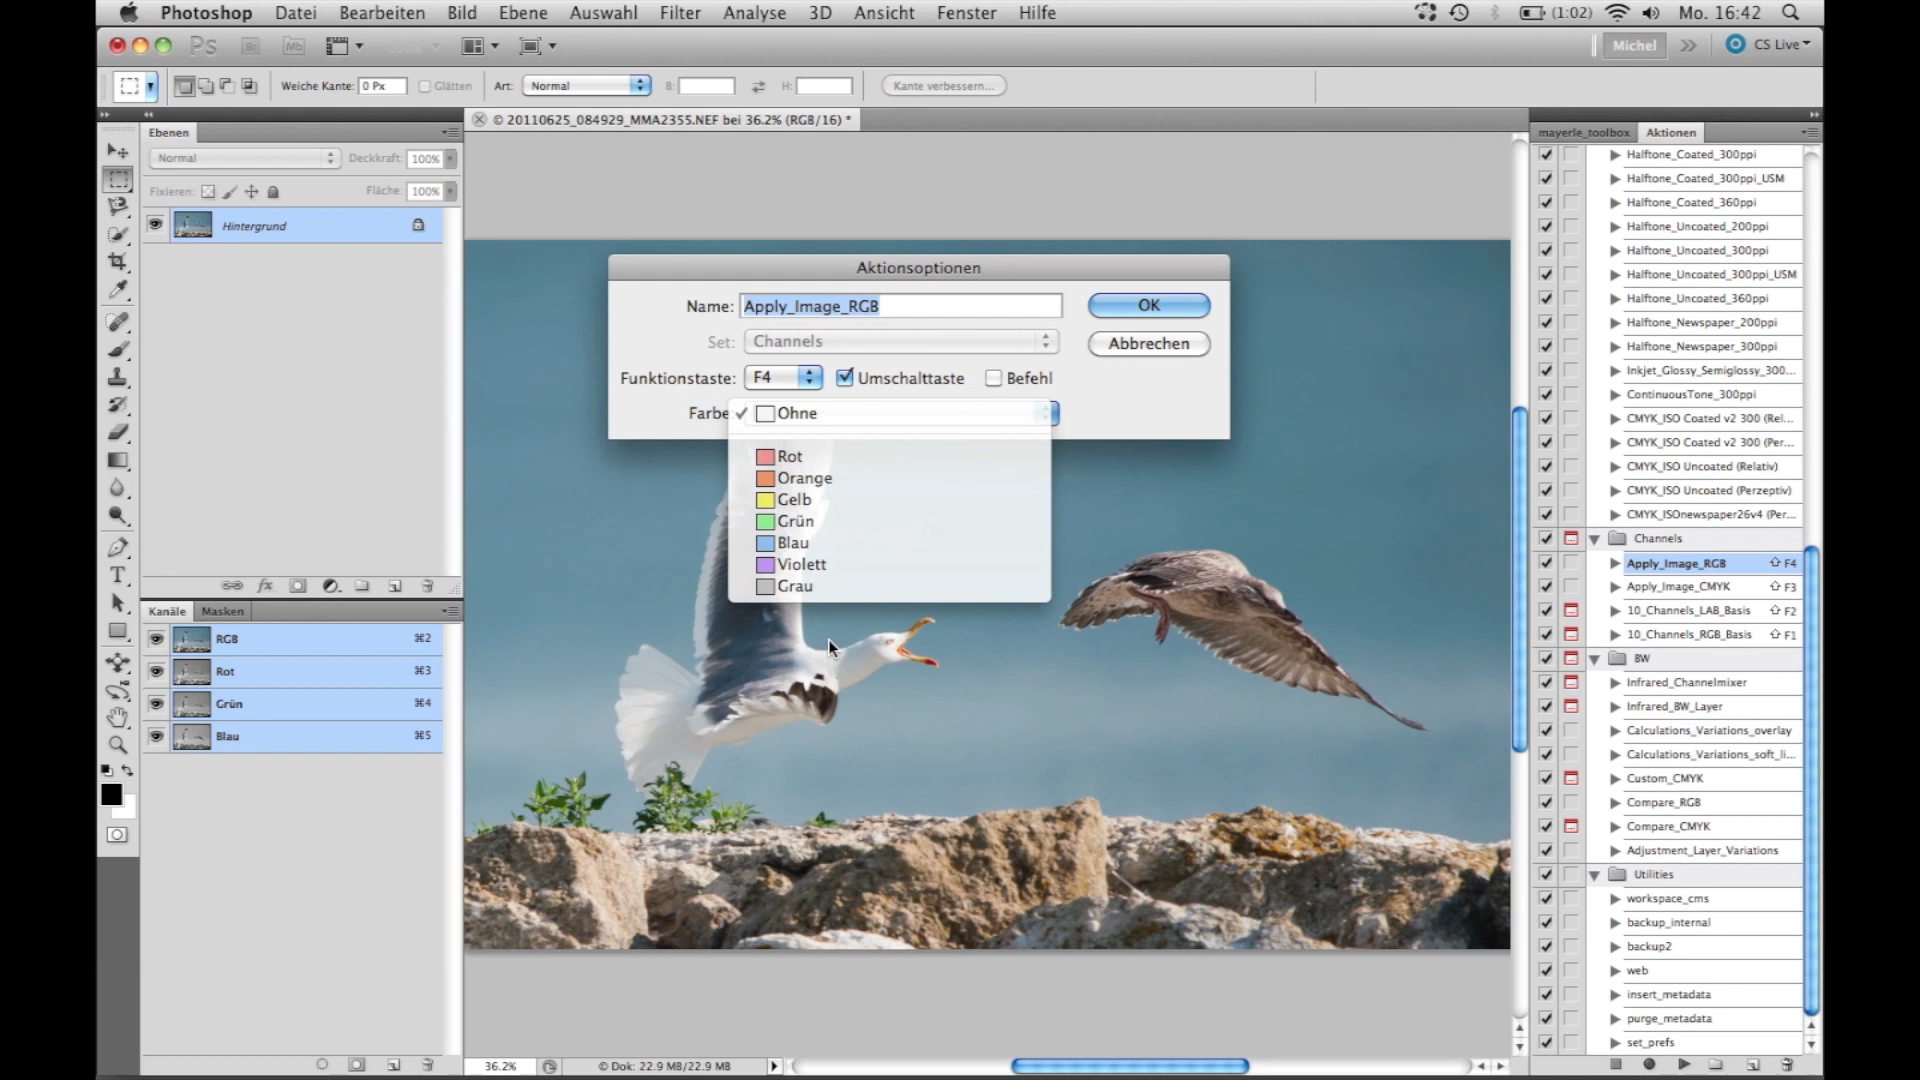 Photoshop Datei Bearbeiten Bild Ebene Auswahl Filter Analyse 3D Ansicht Fenster Hilfe (1:02) Mo. 16:42
Ps Br Mb Michel CS Live
Weiche Kante: 0 Px Glätten Art: Normal B: H: Kante verbessern...
Ebenen
© 20110625_084929_MMA2355.NEF bei 36.2% (RGB/16) *
mayerle_toolbox Aktionen
Normal Deckkraft: 100%
Fixieren: Fläche: 100%
Hintergrund
Kanäle Masken
RGB ⌘2
Rot ⌘3
Grün ⌘4
Blau ⌘5
Aktionsoptionen
Name: Apply_Image_RGB OK
Set: Channels Abbrechen
Funktionstaste: F4 Umschalttaste Befehl
Farbe Ohne
Rot
Orange
Gelb
Grün
Blau
Violett
Grau
Halftone_Coated_300ppi
Halftone_Coated_300ppi_USM
Halftone_Coated_360ppi
Halftone_Uncoated_200ppi
Halftone_Uncoated_300ppi
Halftone_Uncoated_300ppi_USM
Halftone_Uncoated_360ppi
Halftone_Newspaper_200ppi
Halftone_Newspaper_300ppi
Inkjet_Glossy_Semiglossy_300...
ContinuousTone_300ppi
CMYK_ISO Coated v2 300 (Rel...
CMYK_ISO Coated v2 300 (Per...
CMYK_ISO Uncoated (Relativ)
CMYK_ISO Uncoated (Perzeptiv)
CMYK_ISOnewspaper26v4 (Per...
Channels
Apply_Image_RGB ⇧F4
Apply_Image_CMYK ⇧F3
10_Channels_LAB_Basis ⇧F2
10_Channels_RGB_Basis ⇧F1
BW
Infrared_Channelmixer
Infrared_BW_Layer
Calculations_Variations_overlay
Calculations_Variations_soft_li...
Custom_CMYK
Compare_RGB
Compare_CMYK
Adjustment_Layer_Variations
Utilities
workspace_cms
backup_internal
backup2
web
insert_metadata
purge_metadata
set_prefs
36.2% © Dok: 22.9 MB/22.9 MB